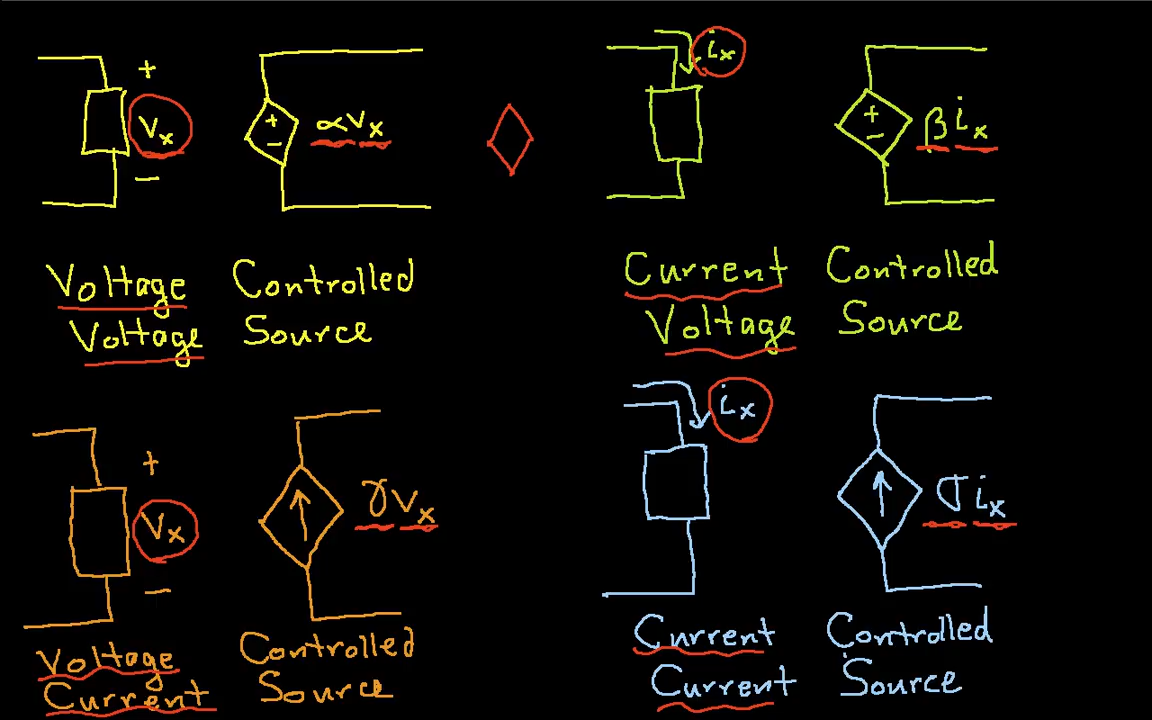 +
Vx
−
+
−
αVx
ix
+
−
βix
Voltage Controlled
Voltage Source
Current Controlled
Voltage Source
+
Vx
−
γVx
ix
σix
Voltage Controlled
Current Source
Current Controlled
Current Source